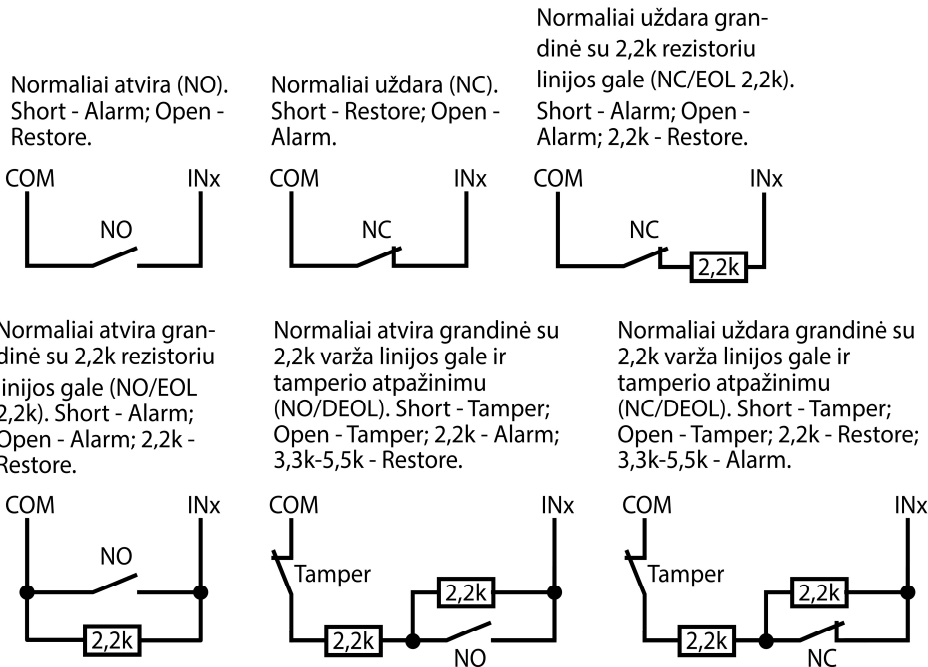 Normaliai atvira (NO).
Short - Alarm; Open -
Restore.
COM INx
NO
Normaliai uždara (NC).
Short - Restore; Open -
Alarm.
COM INx
NC
Normaliai uždara gran-
dinė su 2,2k rezistoriu
linijos gale (NC/EOL 2,2k).
Short - Alarm; Open -
Alarm; 2,2k - Restore.
COM INx
NC
2,2k
Normaliai atvira gran-
dinė su 2,2k rezistoriu
linijos gale (NO/EOL
2,2k). Short - Alarm;
Open - Alarm; 2,2k -
Restore.
COM INx
NO
2,2k
Normaliai atvira grandinė su
2,2k varža linijos gale ir
tamperio atpažinimu
(NO/DEOL). Short - Tamper;
Open - Tamper; 2,2k - Alarm;
3,3k-5,5k - Restore.
COM INx
Tamper
2,2k
2,2k
NO
Normaliai uždara grandinė su
2,2k varža linijos gale ir
tamperio atpažinimu
(NC/DEOL). Short - Tamper;
Open - Tamper; 2,2k - Restore;
3,3k-5,5k - Alarm.
COM INx
Tamper
2,2k
2,2k
NC